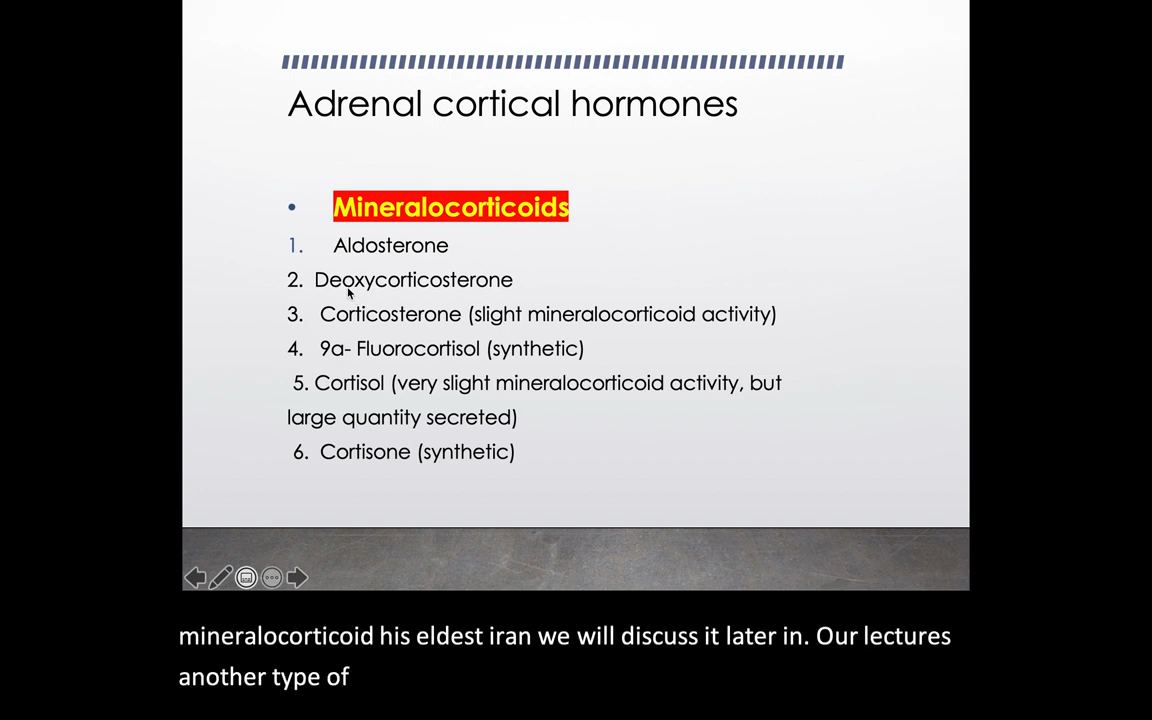 Adrenal cortical hormones
• Mineralocorticoids
1. Aldosterone
2. Deoxycorticosterone
3. Corticosterone (slight mineralocorticoid activity)
4. 9a- Fluorocortisol (synthetic)
5. Cortisol (very slight mineralocorticoid activity, but
large quantity secreted)
6. Cortisone (synthetic)
mineralocorticoid his eldest iran we will discuss it later in. Our lectures
another type of